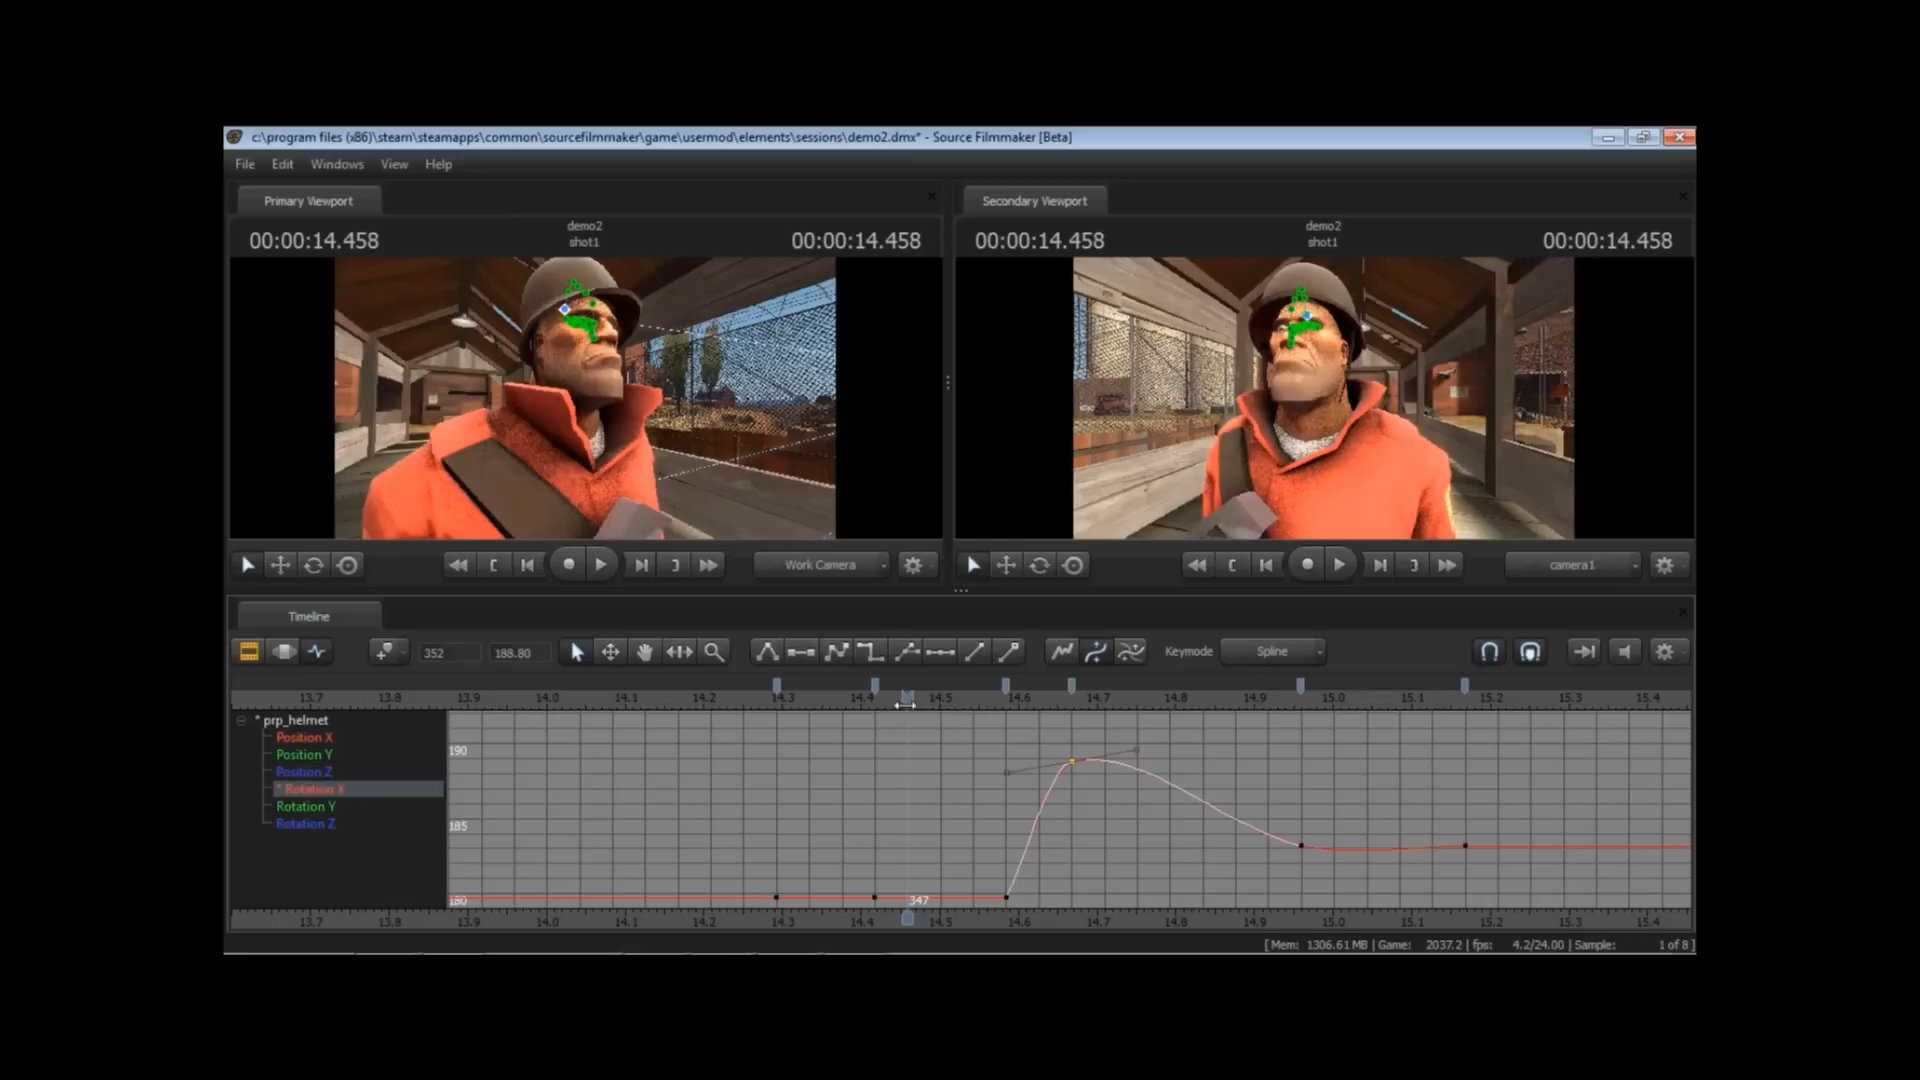 c:\program files (x86)\steam\steamapps\common\sourcefilmmaker\game\usermod\elements\sessions\demo2.dmx* - Source Filmmaker [Beta]
File Edit Windows View Help
Primary Viewport
Secondary Viewport
00:00:14.458 demo2 00:00:14.458
shot1
00:00:14.458 demo2 00:00:14.458
shot1
Work Camera
camera1
Timeline
352 188.80 Keymode Spline
13.7 13.8 13.9 14.0 14.1 14.2 14.3 14.4 14.5 14.6 14.7 14.8 14.9 15.0 15.1 15.2 15.3 15.4
* prp_helmet
Position X
Position Y
Position Z
* Rotation X
Rotation Y
Rotation Z
190
185
180
347
13.7 13.8 13.9 14.0 14.1 14.2 14.3 14.4 14.5 14.6 14.7 14.8 14.9 15.0 15.1 15.2 15.3 15.4
[ Mem: 1306.61 MB | Game: 2037.2 | fps: 4.2/24.00 | Sample: 1 of 8 ]